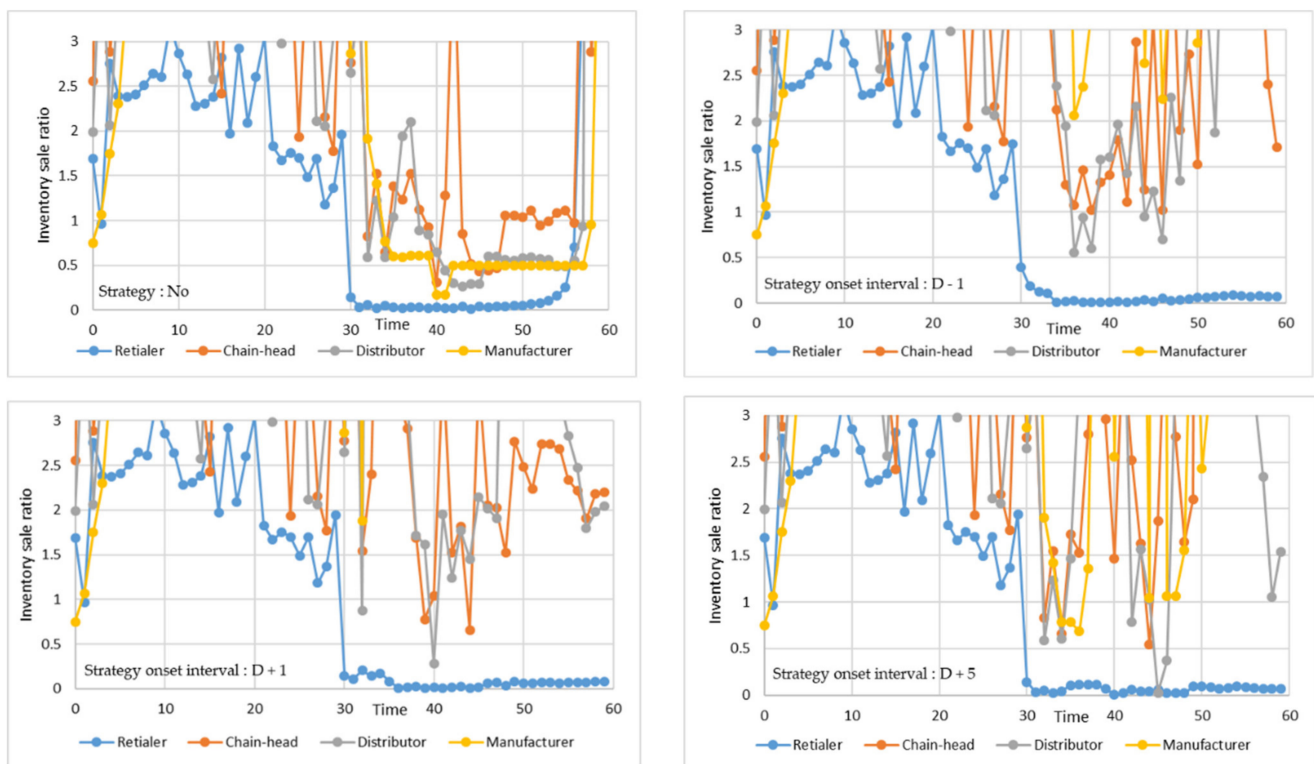 3
2.5
2
1.5
1
0.5
0
Inventory sale ratio
Strategy : No
Time
0 10 20 30 40 50 60
Retialer Chain-head Distributor Manufacturer
3
2.5
2
1.5
1
0.5
0
Inventory sale ratio
Strategy onset interval : D - 1
Time
0 10 20 30 40 50 60
Retialer Chain-head Distributor Manufacturer
3
2.5
2
1.5
1
0.5
0
Inventory sale ratio
Strategy onset interval : D + 1
Time
0 10 20 30 40 50 60
Retialer Chain-head Distributor Manufacturer
3
2.5
2
1.5
1
0.5
0
Inventory sale ratio
Strategy onset interval : D + 5
Time
0 10 20 30 40 50 60
Retialer Chain-head Distributor Manufacturer